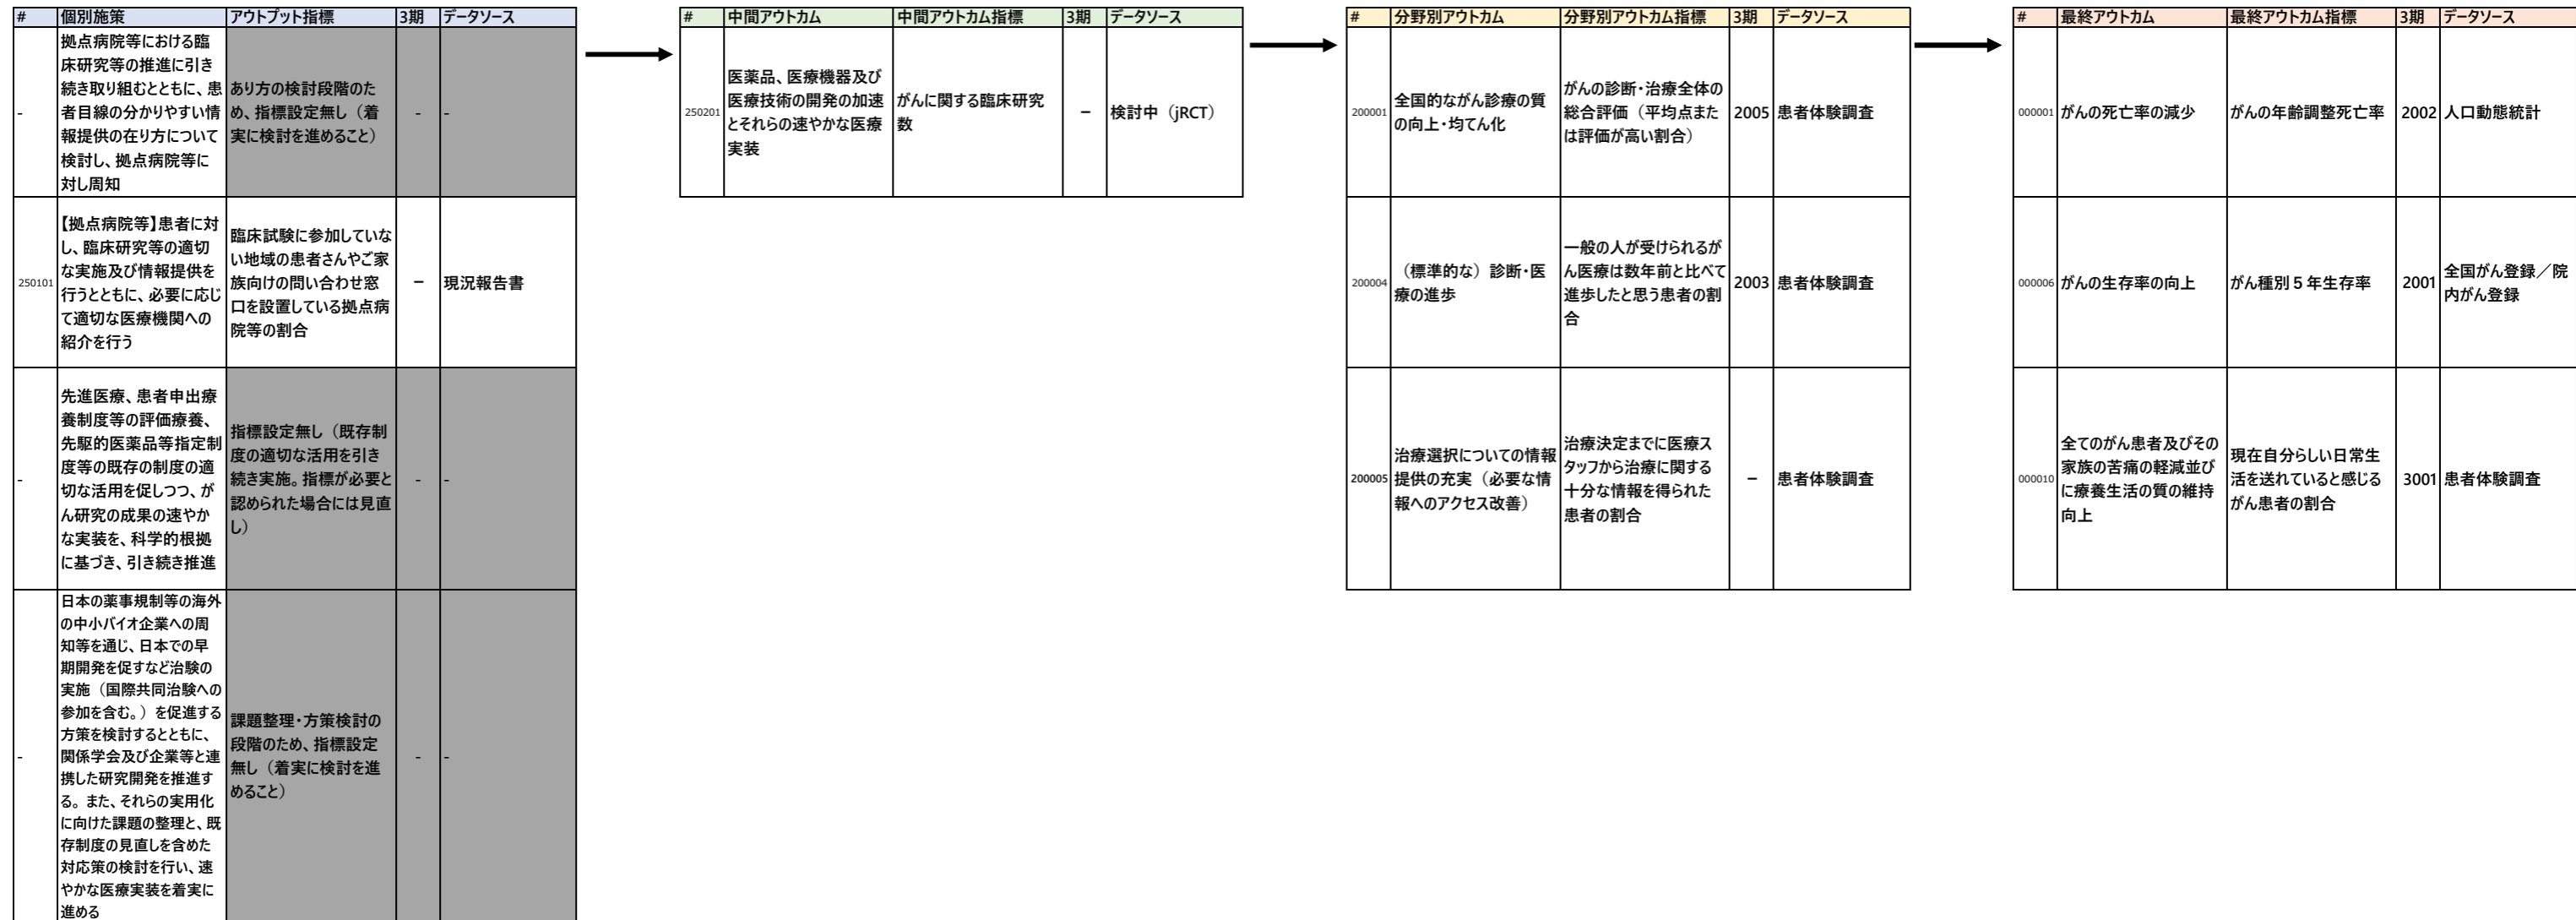 # 個別施策 アウトプット指標 3期 データソース
-
拠点病院等における臨
床研究等の推進に引き
続き取り組むとともに、患
者目線の分かりやすい情
報提供の在り方について
検討し、拠点病院等に
対し周知
あり方の検討段階のた
め、指標設定無し（着
実に検討を進めること）
-
-
250101
【拠点病院等】患者に対
し、臨床研究等の適切
な実施及び情報提供を
行うとともに、必要に応じ
て適切な医療機関への
紹介を行う
臨床試験に参加していな
い地域の患者さんやご家
族向けの問い合わせ窓
口を設置している拠点病
院等の割合
−
現況報告書
-
先進医療、患者申出療
養制度等の評価療養、
先駆的医薬品等指定制
度等の既存の制度の適
切な活用を促しつつ、が
ん研究の成果の速やか
な実装を、科学的根拠
に基づき、引き続き推進
指標設定無し（既存制
度の適切な活用を引き
続き実施。指標が必要と
認められた場合には見直
し）
-
-
-
日本の薬事規制等の海外
の中小バイオ企業への周
知等を通じ、日本での早
期開発を促すなど治験の
実施（国際共同治験への
参加を含む。）を促進する
方策を検討するとともに、
関係学会及び企業等と連
携した研究開発を推進す
る。また、それらの実用化
に向けた課題の整理と、既
存制度の見直しを含めた
対応策の検討を行い、速
やかな医療実装を着実に
進める
課題整理・方策検討の
段階のため、指標設定
無し（着実に検討を進
めること）
-
-
# 中間アウトカム 中間アウトカム指標 3期 データソース
250201
医薬品、医療機器及び
医療技術の開発の加速
とそれらの速やかな医療
実装
がんに関する臨床研究
数
−
検討中（jRCT）
# 分野別アウトカム 分野別アウトカム指標 3期 データソース
200001
全国的ながん診療の質
の向上・均てん化
がんの診断・治療全体の
総合評価（平均点また
は評価が高い割合）
2005
患者体験調査
200004
（標準的な）診断・医
療の進歩
一般の人が受けられるが
ん医療は数年前と比べて
進歩したと思う患者の割
合
2003
患者体験調査
200005
治療選択についての情報
提供の充実（必要な情
報へのアクセス改善）
治療決定までに医療ス
タッフから治療に関する
十分な情報を得られた
患者の割合
−
患者体験調査
# 最終アウトカム 最終アウトカム指標 3期 データソース
000001
がんの死亡率の減少
がんの年齢調整死亡率
2002
人口動態統計
000006
がんの生存率の向上
がん種別５年生存率
2001
全国がん登録／院
内がん登録
000010
全てのがん患者及びその
家族の苦痛の軽減並び
に療養生活の質の維持
向上
現在自分らしい日常生
活を送れていると感じる
がん患者の割合
3001
患者体験調査